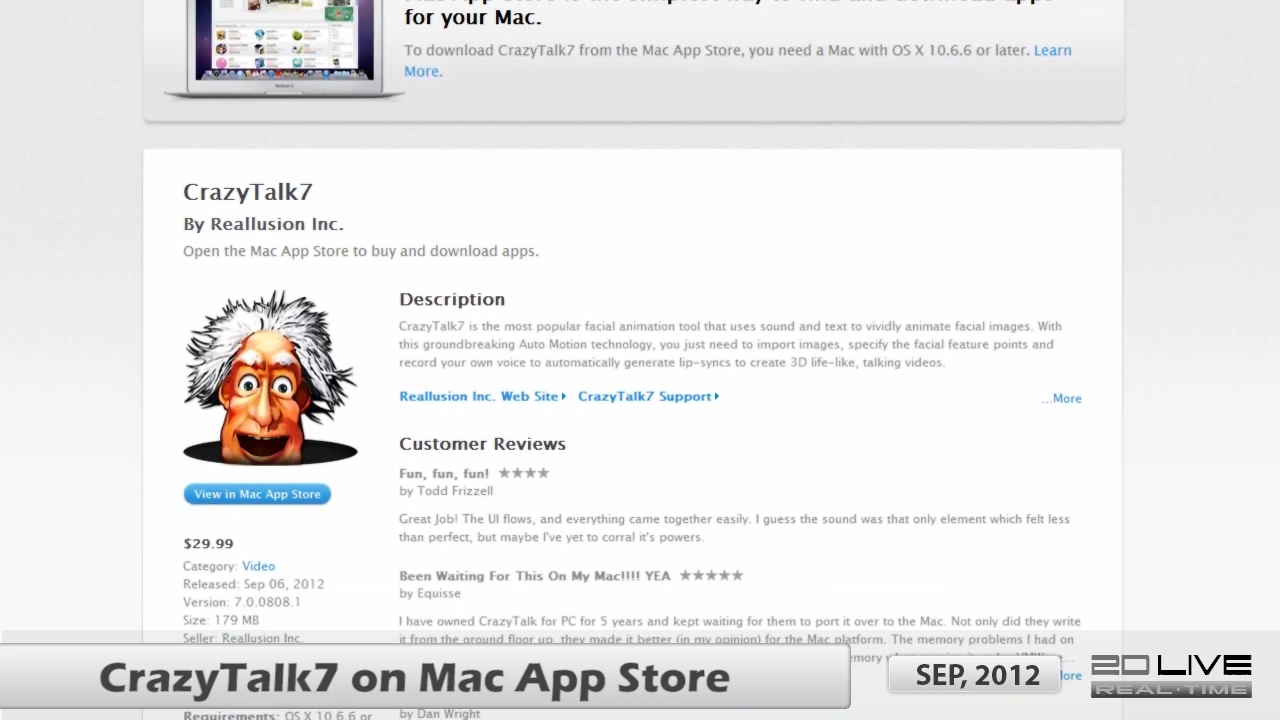 for your Mac.
To download CrazyTalk7 from the Mac App Store, you need a Mac with OS X 10.6.6 or later. Learn
More.
CrazyTalk7
By Reallusion Inc.
Open the Mac App Store to buy and download apps.
Description
CrazyTalk7 is the most popular facial animation tool that uses sound and text to vividly animate facial images. With
this groundbreaking Auto Motion technology, you just need to import images, specify the facial feature points and
record your own voice to automatically generate lip-syncs to create 3D life-like, talking videos.
Reallusion Inc. Web Site
CrazyTalk7 Support
...More
Customer Reviews
Fun, fun, fun! ★★★★
by Todd Frizzell
Great Job! The UI flows, and everything came together easily. I guess the sound was that only element which felt less
than perfect, but maybe I've yet to corral it's powers.
Been Waiting For This On My Mac!!!! YEA ★★★★★
by Equisse
I have owned CrazyTalk for PC for 5 years and kept waiting for them to port it over to the Mac. Not only did they write
it from the ground floor up, they made it better (in my opinion) for the Mac platform. The memory problems I had on
by Dan Wright
View in Mac App Store
$29.99
Category: Video
Released: Sep 06, 2012
Version: 7.0.0808.1
Size: 179 MB
Seller: Reallusion Inc.
Requirements: OS X 10.6.6 or
CrazyTalk7 on Mac App Store
SEP, 2012
2D LIVE
REAL-TIME